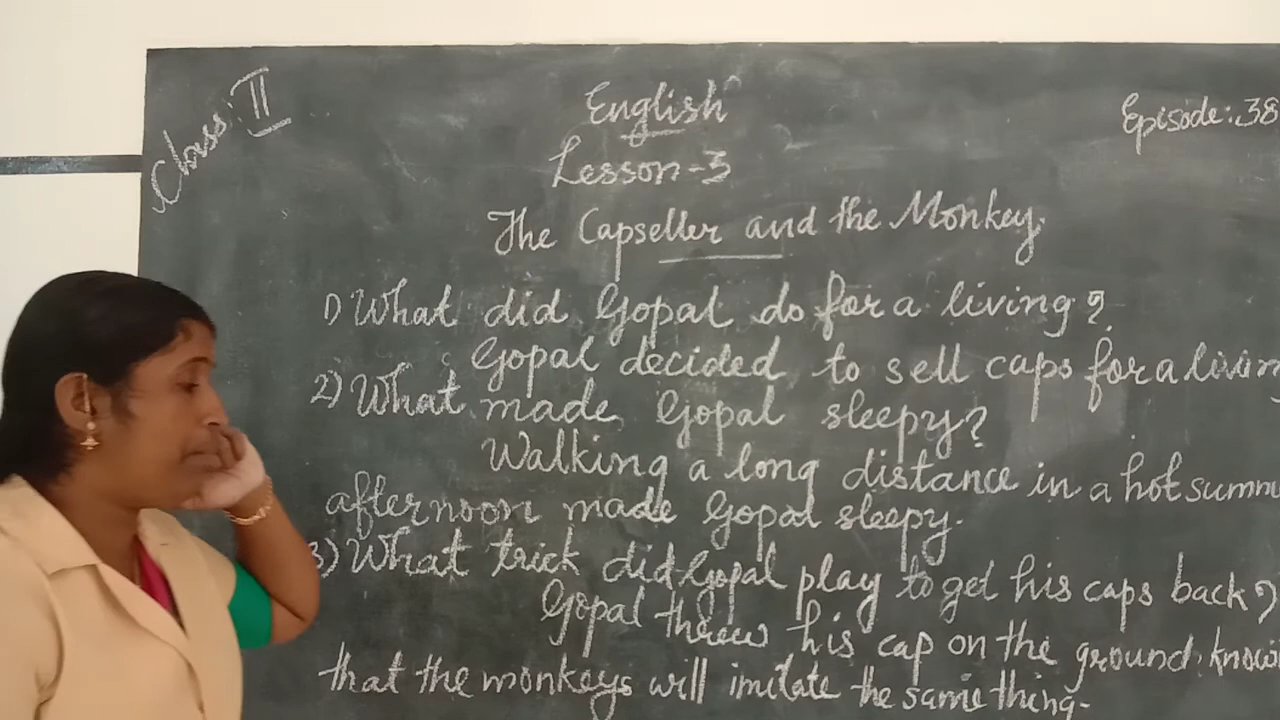 Class: II
English
Episode: 38
Lesson-3
The Capseller and the Monkey.
1) What did Gopal do for a living?
Gopal decided to sell caps for a livin
2) What made Gopal sleepy?
Walking a long distance in a hot summ
afternoon made Gopal sleepy.
3) What trick did Gopal play to get his caps back?
Gopal threw his cap on the ground, knowi
that the monkeys will imitate the same thing.